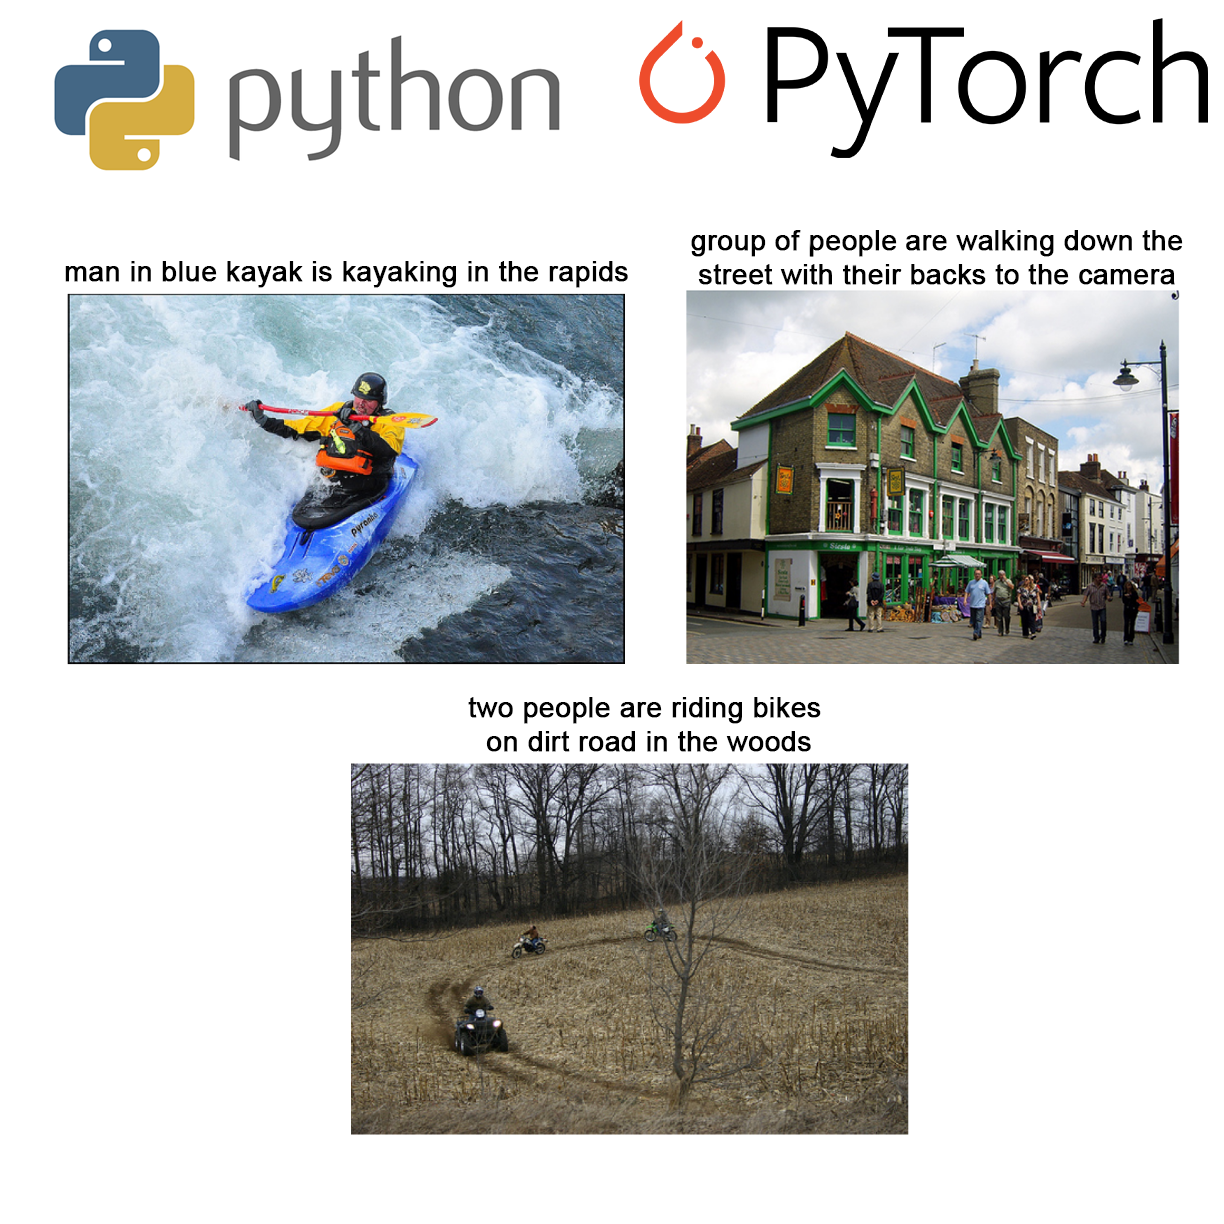 python
PyTorch
group of people are walking down the
street with their backs to the camera
man in blue kayak is kayaking in the rapids
pyranha
two people are riding bikes
on dirt road in the woods